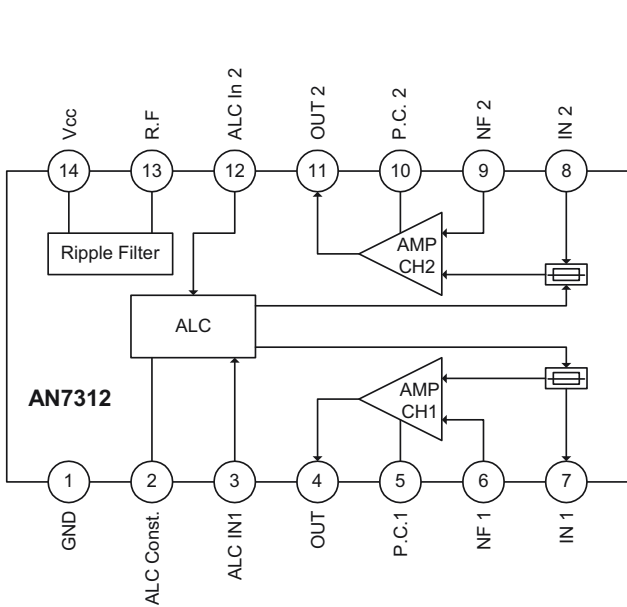 Vcc
R.F
ALC In 2
OUT 2
P.C. 2
NF 2
IN 2
14
13
12
11
10
9
8
Ripple Filter
AMP
CH2
ALC
AN7312
AMP
CH1
1
2
3
4
5
6
7
GND
ALC Const.
ALC IN1
OUT
P.C.1
NF 1
IN 1